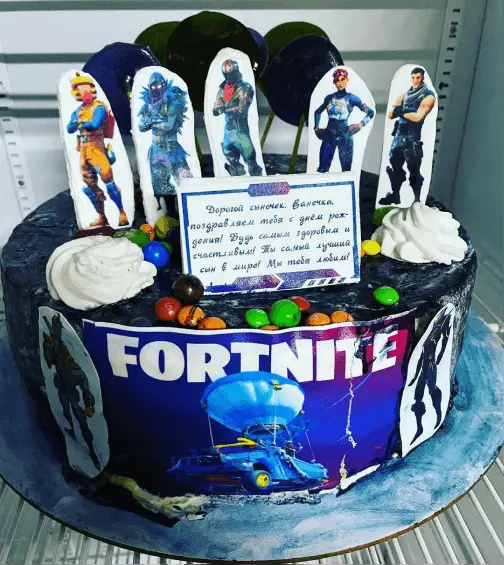 Дорогой сыночек, Ванечка,
поздравляем тебя с днём рож-
дения! Будь самым здоровым и
счастливым! Ты самый лучший
сын в мире! Мы тебя любим!
FORTNITE